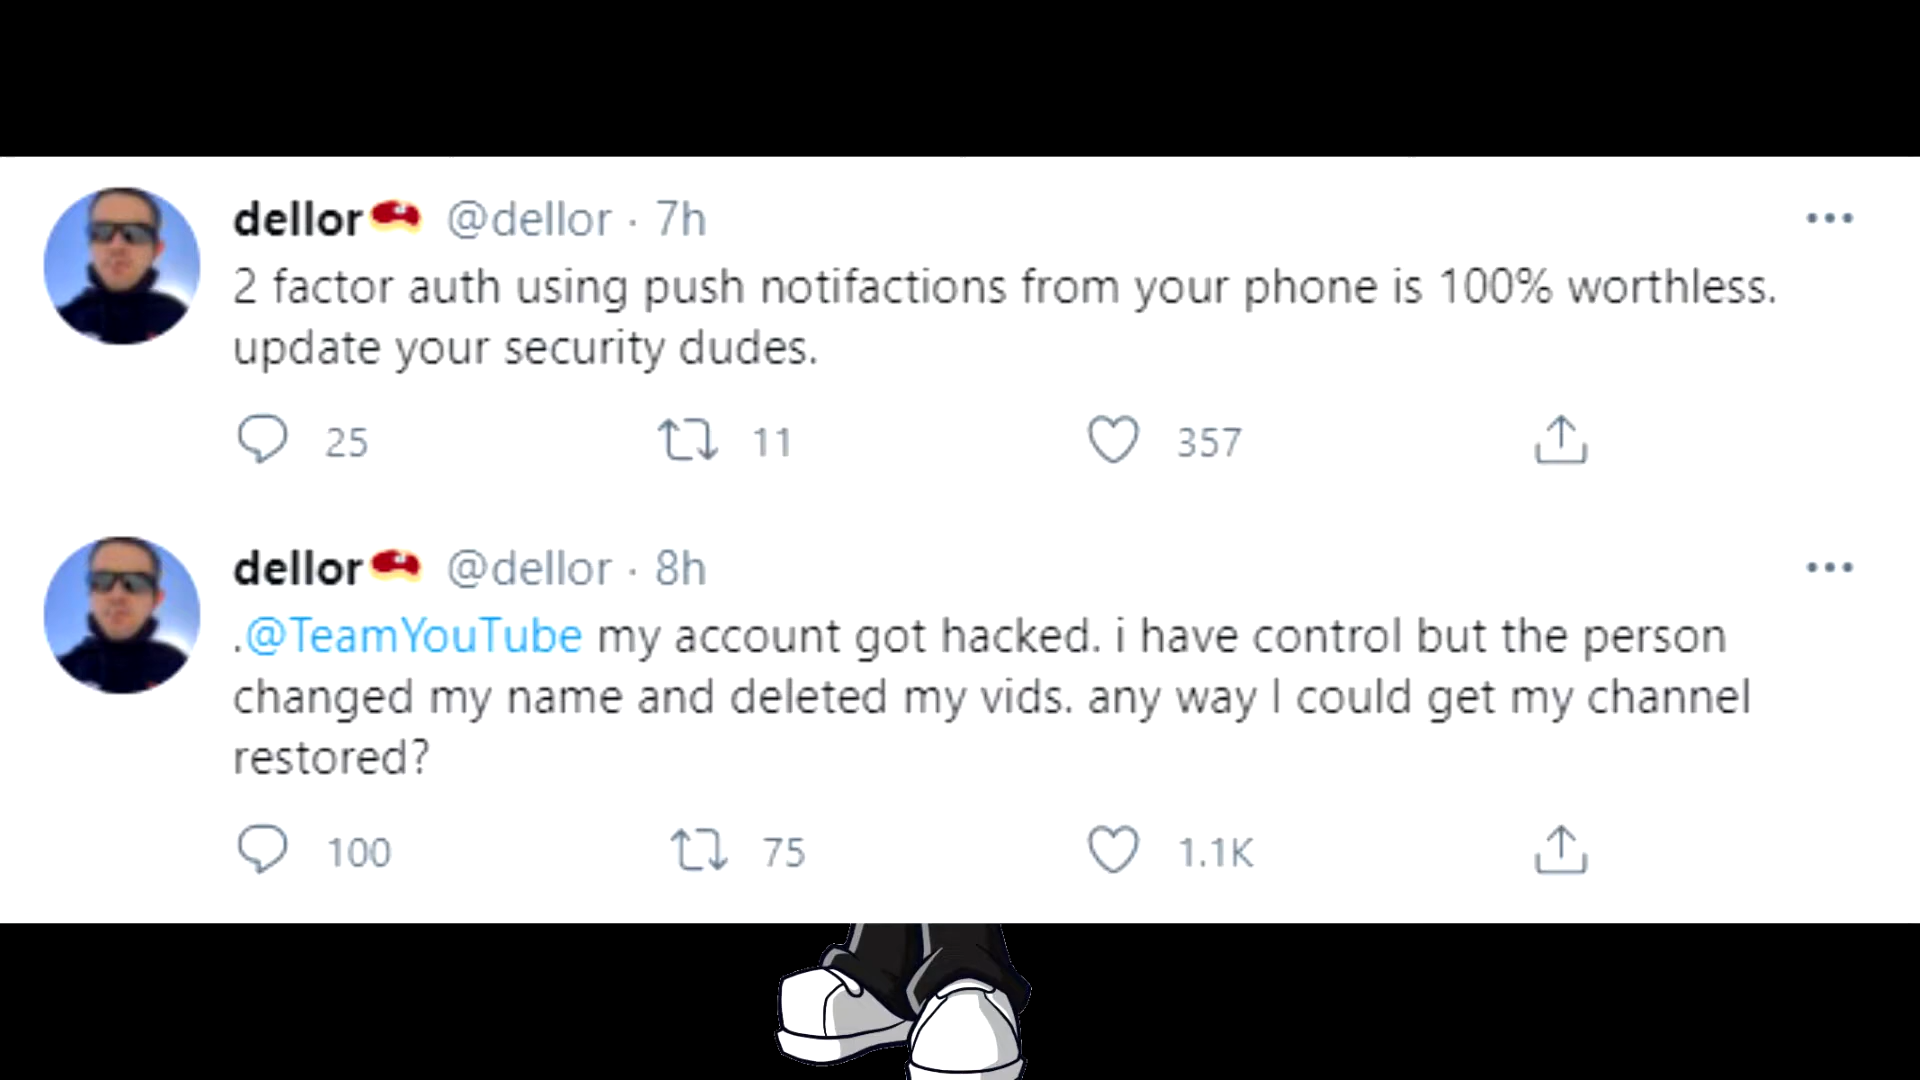 dellor🥩 @dellor · 7h
2 factor auth using push notifactions from your phone is 100% worthless.
update your security dudes.
25 11 357
dellor🥩 @dellor · 8h
.@TeamYouTube my account got hacked. i have control but the person
changed my name and deleted my vids. any way I could get my channel
restored?
100 75 1.1K